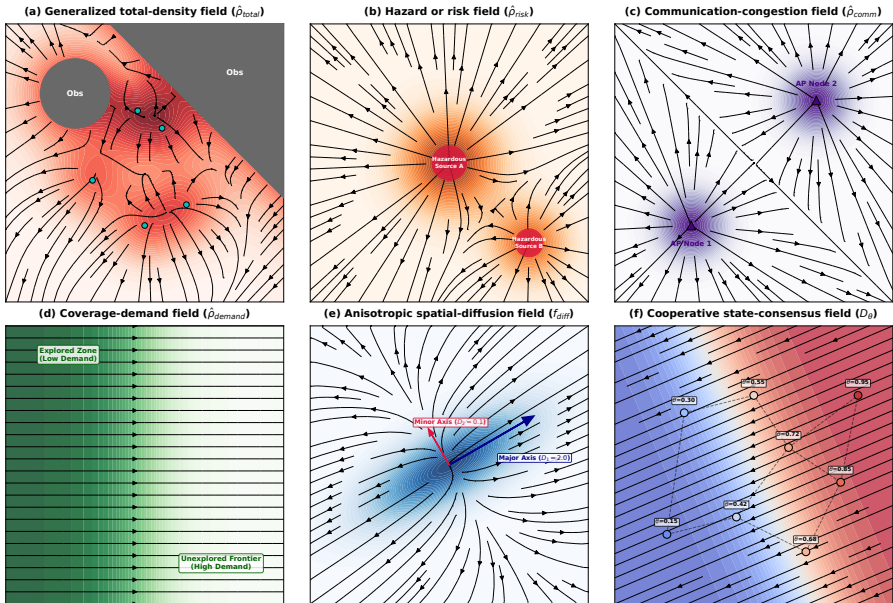 (a) Generalized total-density field (ρ̂total)
Obs
Obs
(b) Hazard or risk field (ρ̂risk)
Hazardous
Source A
Hazardous
Source B
(c) Communication-congestion field (ρ̂comm)
AP Node 2
AP Node 1
(d) Coverage-demand field (ρ̂demand)
Explored Zone
(Low Demand)
Unexplored Frontier
(High Demand)
(e) Anisotropic spatial-diffusion field (fdiff)
Minor Axis (D₂=0.1)
Major Axis (D₁=2.0)
(f) Cooperative state-consensus field (Dθ)
θ=0.55
θ=0.95
θ=0.30
θ=0.72
θ=0.85
θ=0.42
θ=0.15
θ=0.68